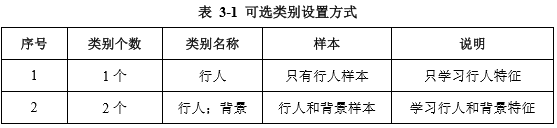 表 3-1 可选类别设置方式
序号 类别个数 类别名称 样本 说明
1 1个 行人 只有行人样本 只学习行人特征
2 2个 行人；背景 行人和背景样本 学习行人和背景特征